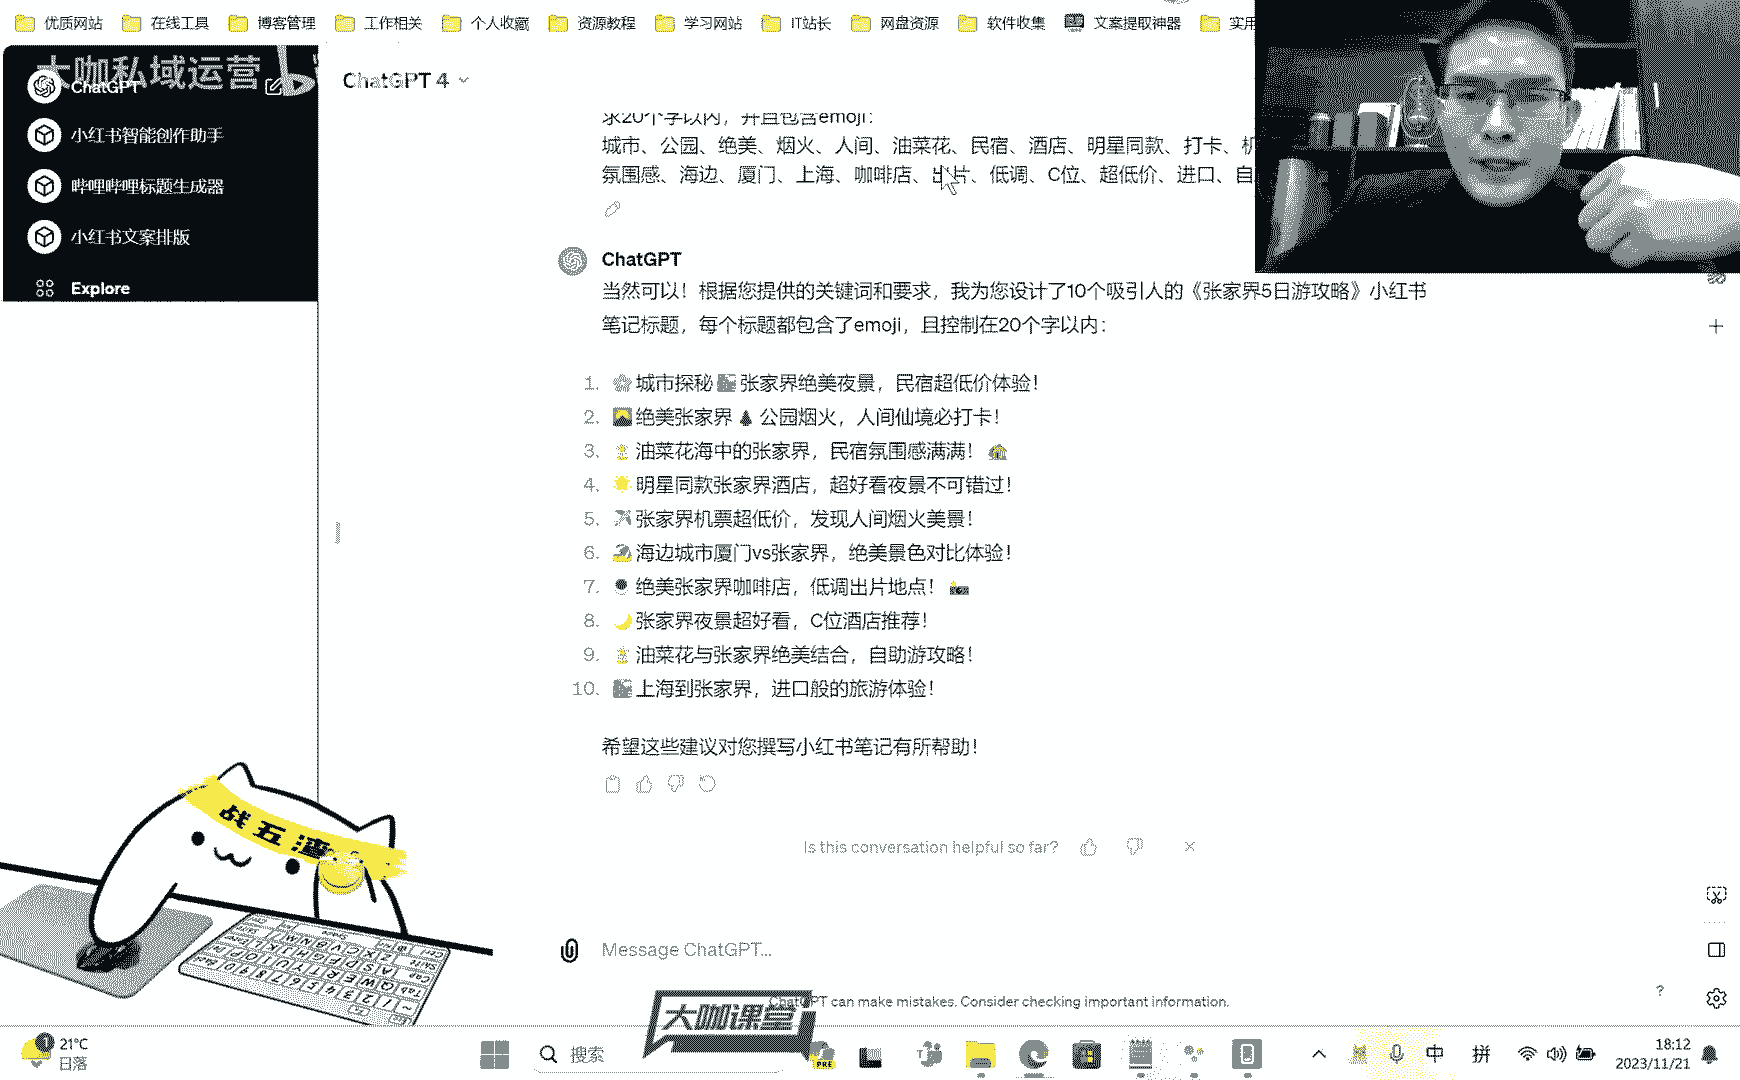 优质网站 在线工具 博客管理 工作相关 个人收藏 资源教程 学习网站 IT站长 网盘资源 软件收集 文案提取神器 实用
大咖私域运营
ChatGPT
小红书智能创作助手
哔哩哔哩标题生成器
小红书文案排版
Explore
ChatGPT 4
求20个字以内，并且包含emoji：
城市、公园、绝美、烟火、人间、油菜花、民宿、酒店、明星同款、打卡、机
氛围感、海边、厦门、上海、咖啡店、出片、低调、C位、超低价、进口、自
ChatGPT
当然可以！根据您提供的关键词和要求，我为您设计了10个吸引人的《张家界5日游攻略》小红书
笔记标题，每个标题都包含了emoji，且控制在20个字以内：
1. 🌸 城市探秘 🌃 张家界绝美夜景，民宿超低价体验！
2. 🌄 绝美张家界 🌲 公园烟火，人间仙境必打卡！
3. 油菜花海中的张家界，民宿氛围感满满！ 🏠
4. 🌟 明星同款张家界酒店，超好看夜景不可错过！
5. ✈ 张家界机票超低价，发现人间烟火美景！
6. 🏖 海边城市厦门vs张家界，绝美景色对比体验！
7. 绝美张家界咖啡店，低调出片地点！ 📸
8. 🌙 张家界夜景超好看，C位酒店推荐！
9. 油菜花与张家界绝美结合，自助游攻略！
10. 🌃 上海到张家界，进口般的旅游体验！
希望这些建议对您撰写小红书笔记有所帮助！
Is this conversation helpful so far?
Message ChatGPT...
ChatGPT can make mistakes. Consider checking important information.
?
战五渣
大咖课堂
1
21°C
日落
搜索
PRE
中 拼
18:12
2023/11/21